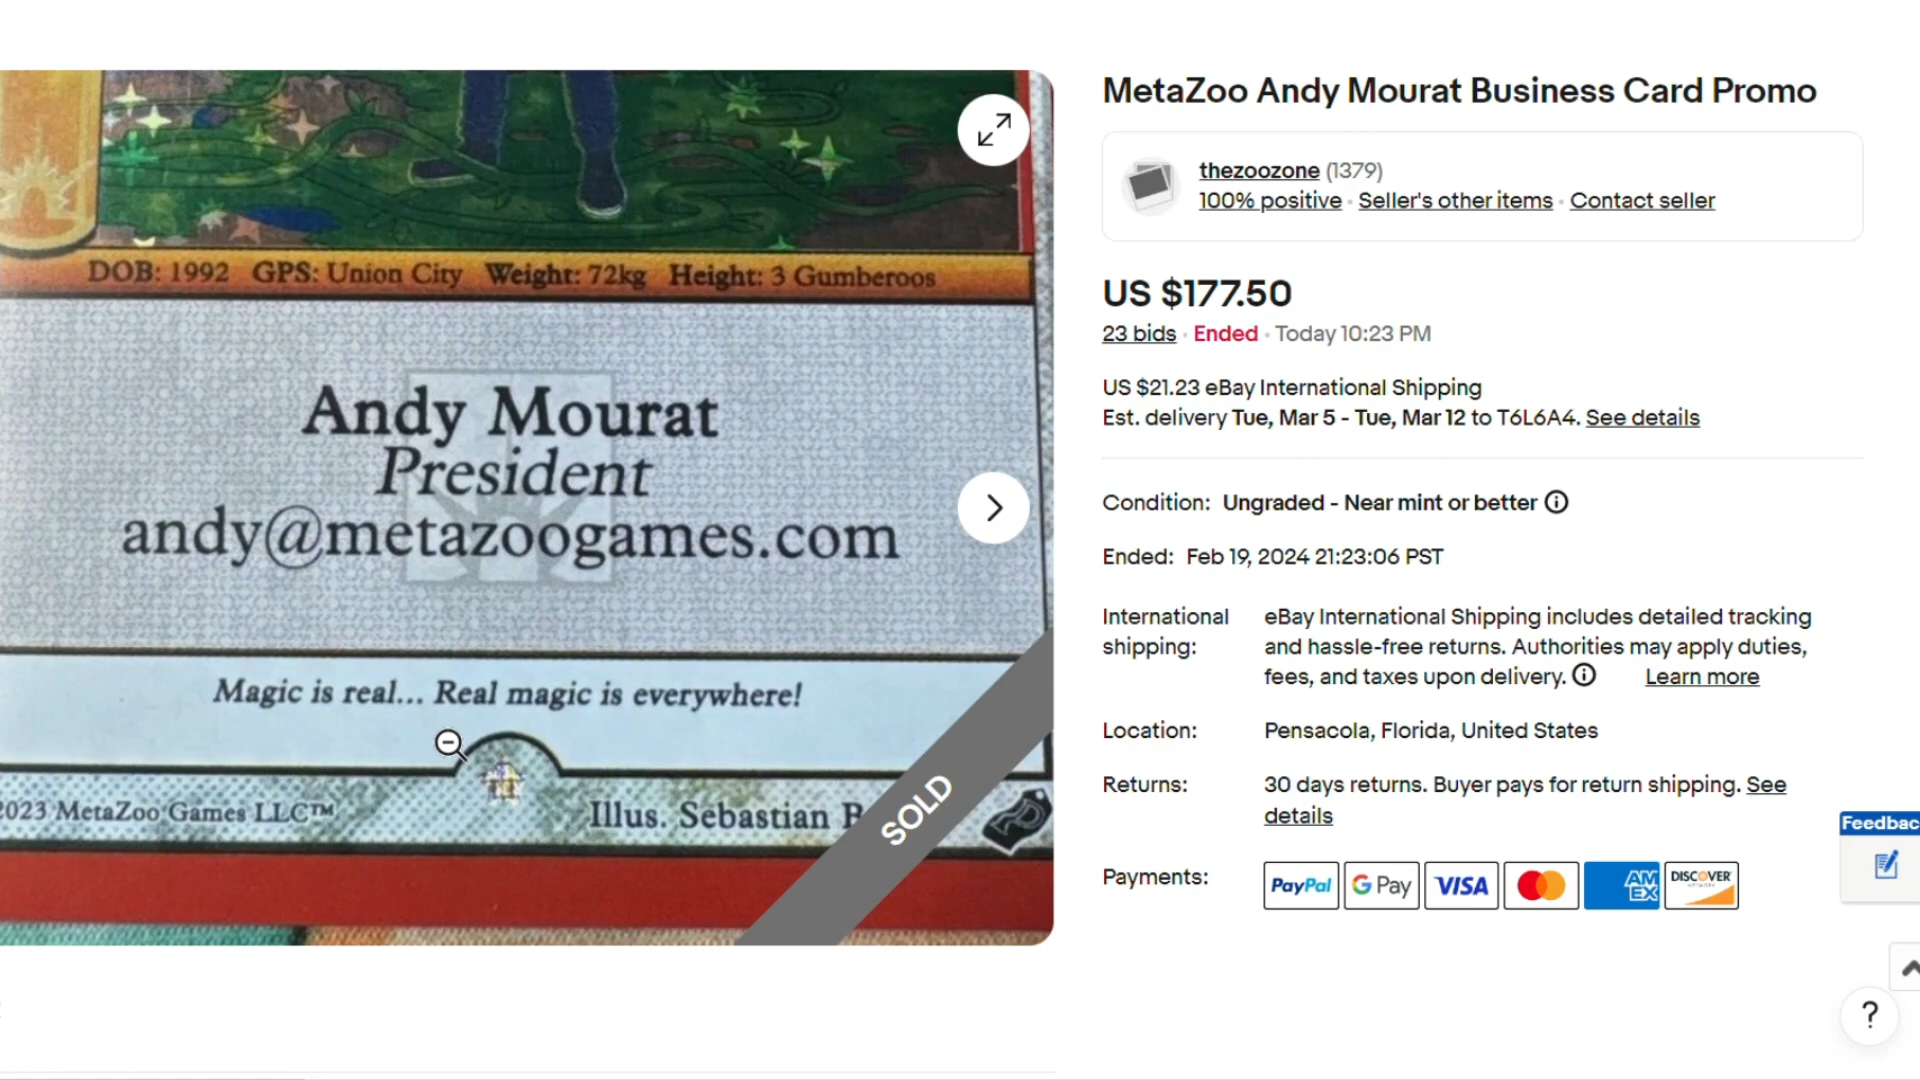 MetaZoo Andy Mourat Business Card Promo
thezoozone (1379)
100% positive · Seller's other items · Contact seller
US $177.50
23 bids · Ended · Today 10:23 PM
US $21.23 eBay International Shipping
Est. delivery Tue, Mar 5 - Tue, Mar 12 to T6L6A4. See details
Condition: Ungraded - Near mint or better
Ended: Feb 19, 2024 21:23:06 PST
International shipping: eBay International Shipping includes detailed tracking
and hassle-free returns. Authorities may apply duties,
fees, and taxes upon delivery. Learn more
Location: Pensacola, Florida, United States
Returns: 30 days returns. Buyer pays for return shipping. See
details
Payments: PayPal G Pay VISA AM EX DISCOVER
DOB: 1992 GPS: Union City Weight: 72kg Height: 3 Gumberoos
Andy Mourat
President
andy@metazoogames.com
Magic is real... Real magic is everywhere!
2023 MetaZoo Games LLC™ Illus. Sebastian
SOLD
Feedbac
?